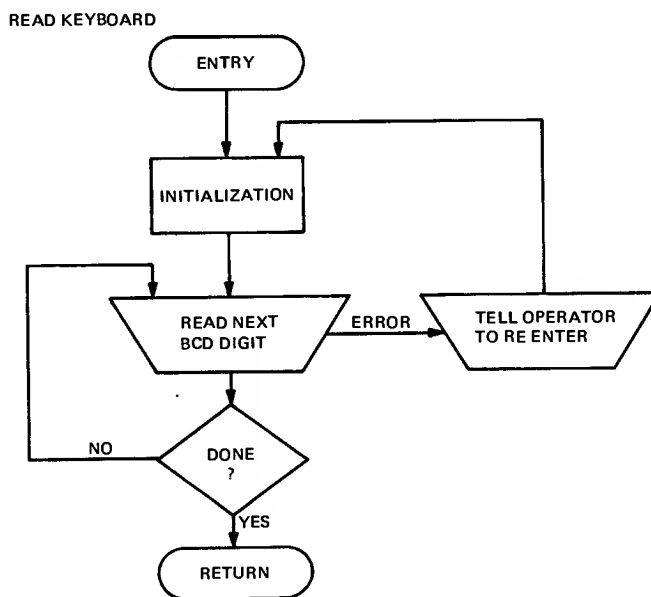 READ KEYBOARD
ENTRY
INITIALIZATION
READ NEXT
BCD DIGIT
ERROR
TELL OPERATOR
TO RE ENTER
NO
DONE
?
YES
RETURN